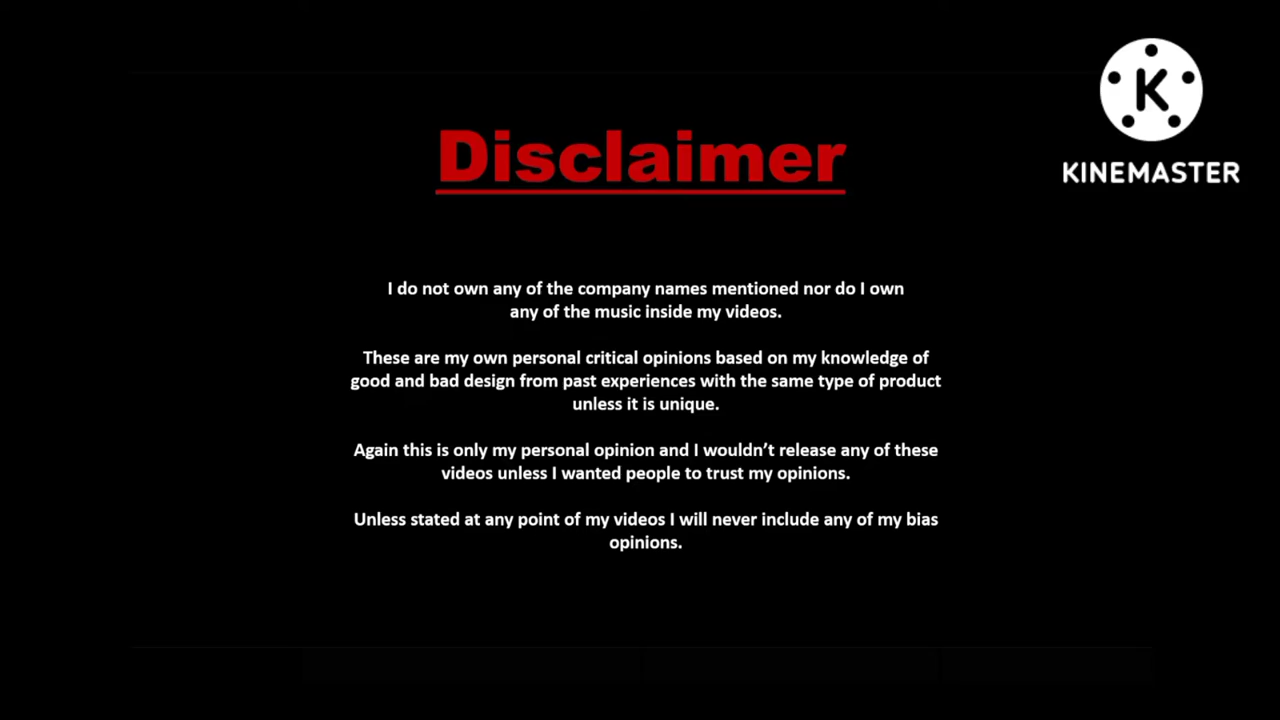 K
KINEMASTER
Disclaimer
I do not own any of the company names mentioned nor do I own
any of the music inside my videos.
These are my own personal critical opinions based on my knowledge of
good and bad design from past experiences with the same type of product
unless it is unique.
Again this is only my personal opinion and I wouldn’t release any of these
videos unless I wanted people to trust my opinions.
Unless stated at any point of my videos I will never include any of my bias
opinions.